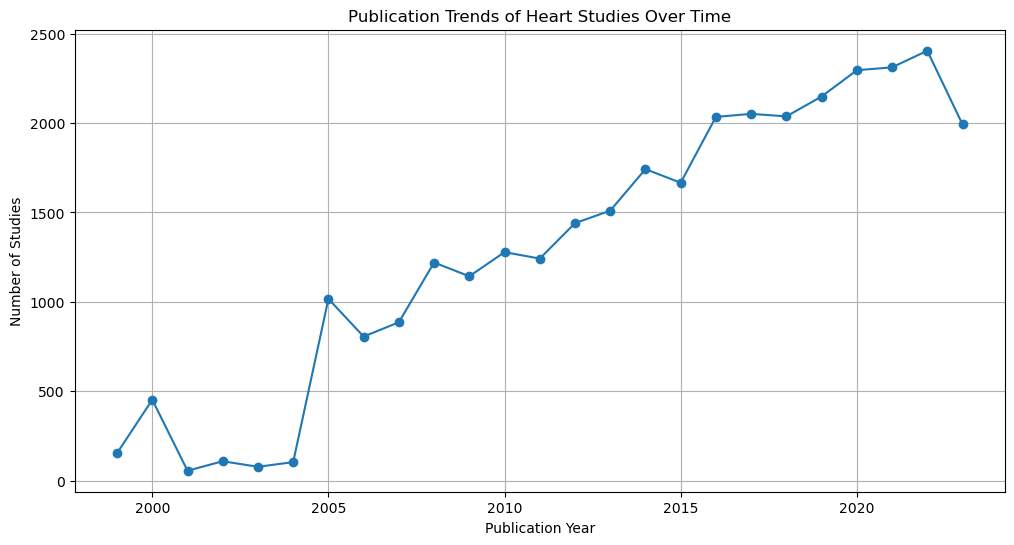 Publication Trends of Heart Studies Over Time
2500
2000
1500
1000
500
0
Number of Studies
2000 2005 2010 2015 2020
Publication Year